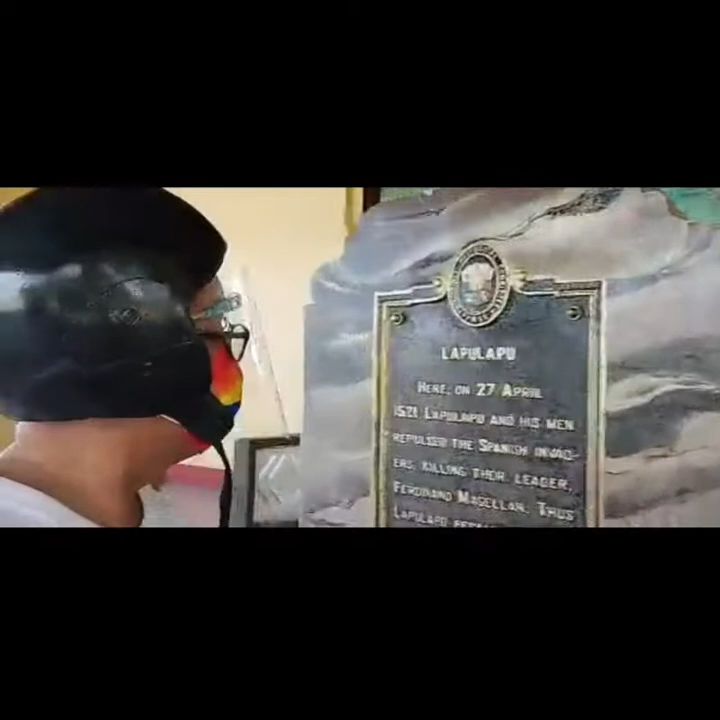 LAPULAPU
HERE, ON 27 APRIL
1521 LAPULAPU AND HIS MEN
REPULSED THE SPANISH INVAD-
ERS, KILLING THEIR LEADER,
FERDINAND MAGELLAN. THUS
LAPULAPU